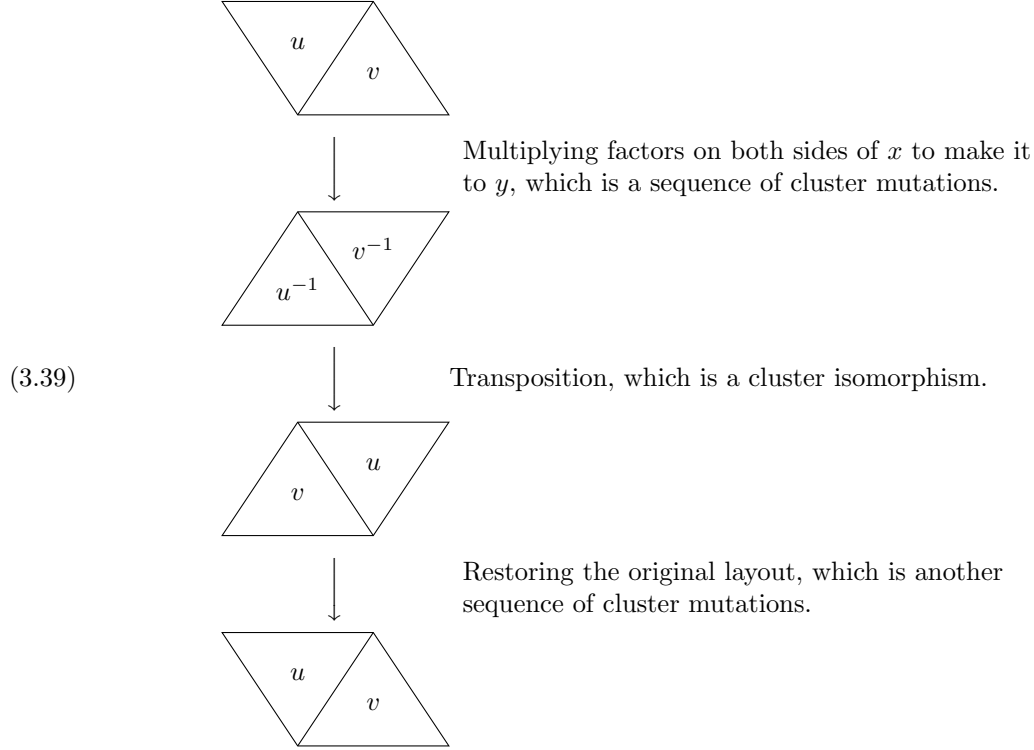 u
v
Multiplying factors on both sides of x to make it
to y, which is a sequence of cluster mutations.
v⁻¹
u⁻¹
(3.39)
Transposition, which is a cluster isomorphism.
u
v
Restoring the original layout, which is another
sequence of cluster mutations.
u
v